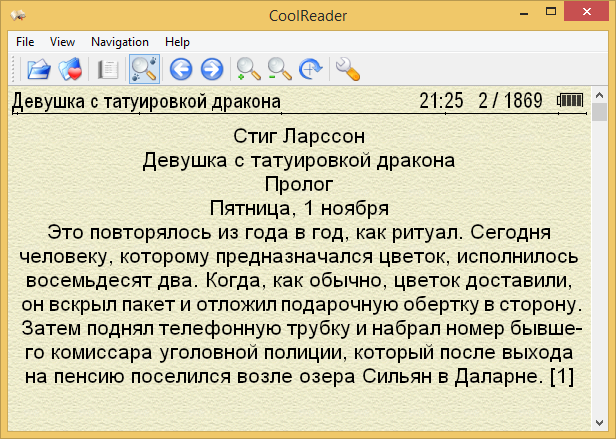 CoolReader
File View Navigation Help
Девушка с татуировкой дракона 21:25 2 / 1869
Стиг Ларссон
Девушка с татуировкой дракона
Пролог
Пятница, 1 ноября
Это повторялось из года в год, как ритуал. Сегодня
человеку, которому предназначался цветок, исполнилось
восемьдесят два. Когда, как обычно, цветок доставили,
он вскрыл пакет и отложил подарочную обертку в сторону.
Затем поднял телефонную трубку и набрал номер бывше-
го комиссара уголовной полиции, который после выхода
на пенсию поселился возле озера Сильян в Даларне. [1]